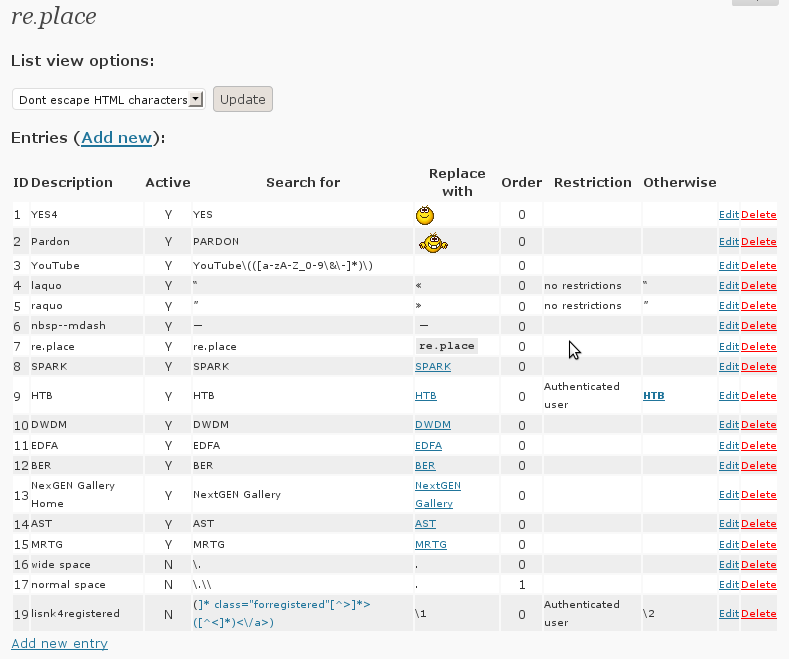 re.place
List view options:
Dont escape HTML characters Update
Entries (Add new):
ID Description Active Search for Replace with Order Restriction Otherwise
1 YES4 Y YES 0 Edit Delete
2 Pardon Y PARDON 0 Edit Delete
3 YouTube Y YouTube\(([a-zA-Z_0-9\&\-]*)\) 0 Edit Delete
4 laquo Y “ « 0 no restrictions “ Edit Delete
5 raquo Y ” » 0 no restrictions ” Edit Delete
6 nbsp--mdash Y — — 0 Edit Delete
7 re.place Y re.place re.place 0 Edit Delete
8 SPARK Y SPARK SPARK 0 Edit Delete
9 HTB Y HTB HTB 0 Authenticated user HTB Edit Delete
10 DWDM Y DWDM DWDM 0 Edit Delete
11 EDFA Y EDFA EDFA 0 Edit Delete
12 BER Y BER BER 0 Edit Delete
13 NexGEN Gallery Home Y NextGEN Gallery NextGEN Gallery 0 Edit Delete
14 AST Y AST AST 0 Edit Delete
15 MRTG Y MRTG MRTG 0 Edit Delete
16 wide space N \. . 0 Edit Delete
17 normal space N \.\\ . 1 Edit Delete
19 lisnk4registered N (]* class="forregistered"[^>]*>([^<]*)<\/a>) \1 0 Authenticated user \2 Edit Delete
Add new entry